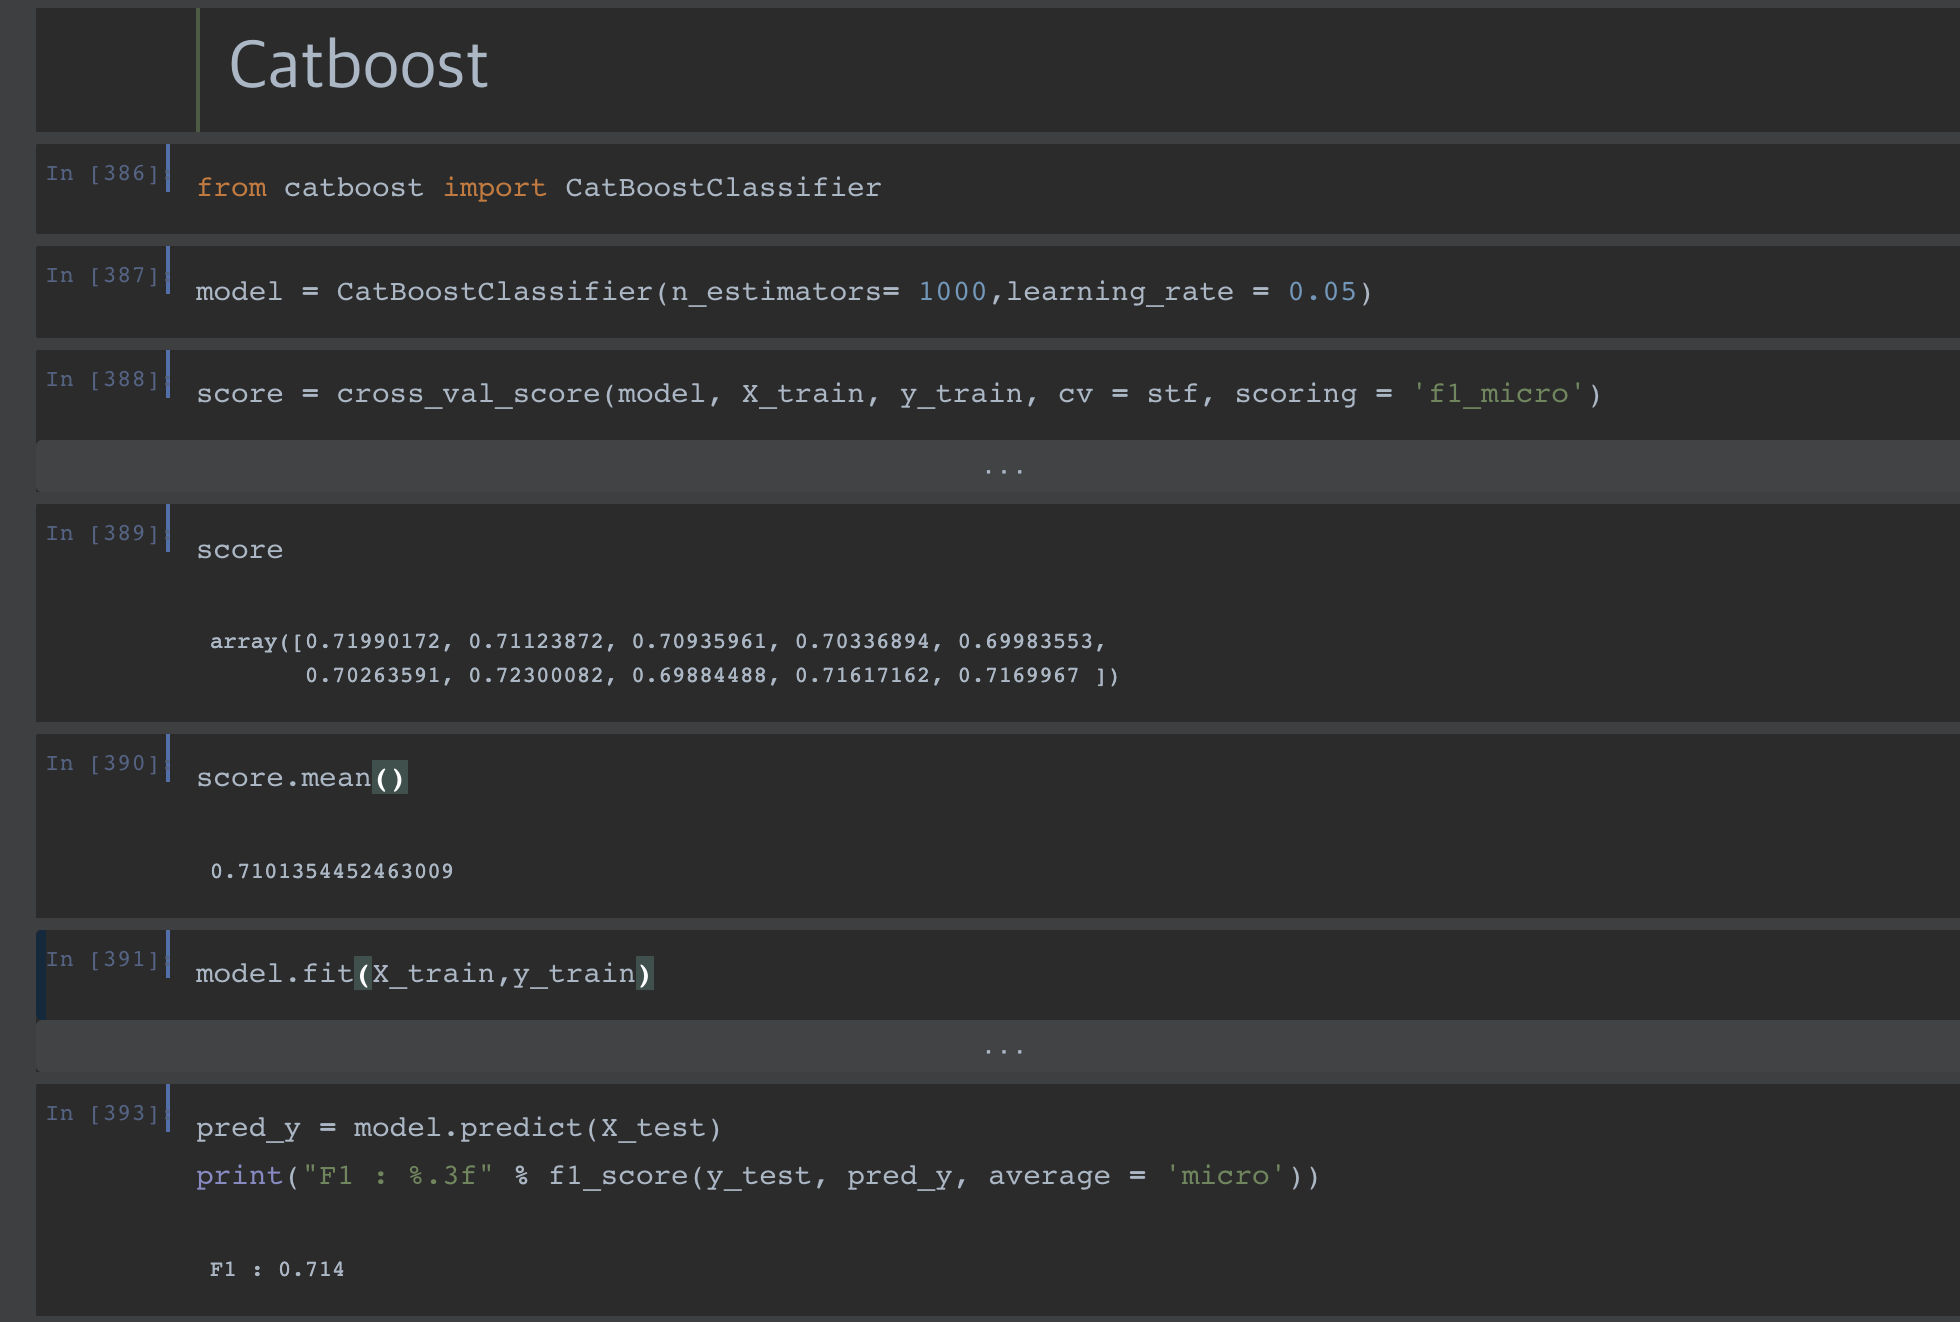 Catboost
In [386]:
from catboost import CatBoostClassifier
In [387]:
model = CatBoostClassifier(n_estimators= 1000,learning_rate = 0.05)
In [388]:
score = cross_val_score(model, X_train, y_train, cv = stf, scoring = 'f1_micro')
...
In [389]:
score
array([0.71990172, 0.71123872, 0.70935961, 0.70336894, 0.69983553,
0.70263591, 0.72300082, 0.69884488, 0.71617162, 0.7169967 ])
In [390]:
score.mean()
0.7101354452463009
In [391]:
model.fit(X_train,y_train)
...
In [393]:
pred_y = model.predict(X_test)
print("F1 : %.3f" % f1_score(y_test, pred_y, average = 'micro'))
F1 : 0.714